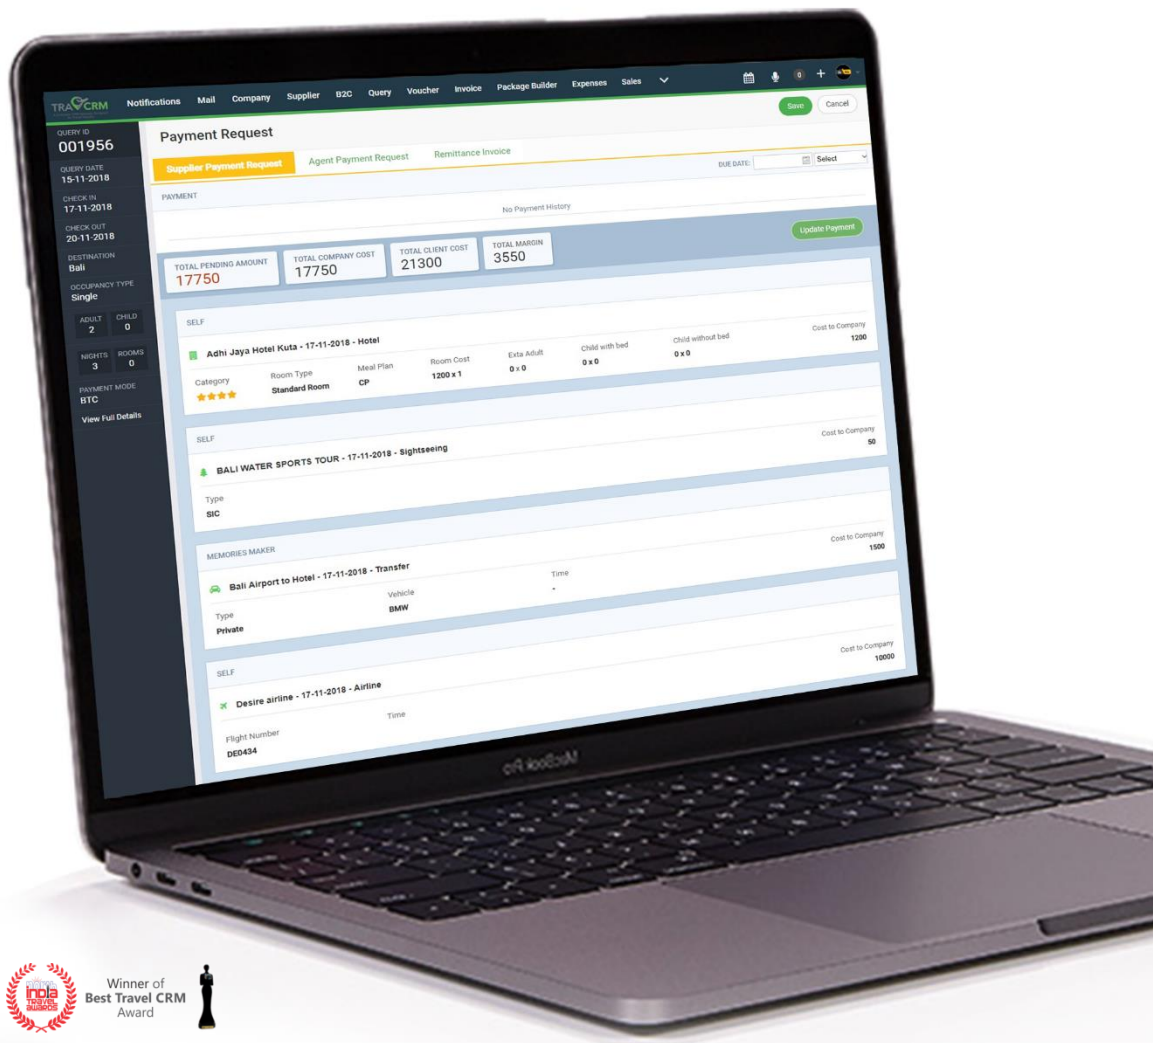 TRAVCRM Notifications Mail Company Supplier B2C Query Voucher Invoice Package Builder Expenses Sales 0
QUERY ID
001956
QUERY DATE
15-11-2018
CHECK IN
17-11-2018
CHECK OUT
20-11-2018
DESTINATION
Bali
OCCUPANCY TYPE
Single
ADULT CHILD
2 0
NIGHTS ROOMS
3 0
PAYMENT MODE
BTC
View Full Details
Payment Request
Save Cancel
Supplier Payment Request Agent Payment Request Remittance Invoice
PAYMENT DUE DATE: Select
No Payment History
TOTAL PENDING AMOUNT TOTAL COMPANY COST TOTAL CLIENT COST TOTAL MARGIN
17750 17750 21300 3550
Update Payment
SELF
Adhi Jaya Hotel Kuta - 17-11-2018 - Hotel
Category Room Type Meal Plan Room Cost Exta Adult Child with bed Child without bed Cost to Company
Standard Room CP 1200 x 1 0 x 0 0 x 0 0 x 0 1200
SELF
BALI WATER SPORTS TOUR - 17-11-2018 - Sightseeing
Type Cost to Company
SIC 50
MEMORIES MAKER
Bali Airport to Hotel - 17-11-2018 - Transfer
Type Vehicle Time Cost to Company
Private BMW - 1500
SELF
Desire airline - 17-11-2018 - Airline
Flight Number Time Cost to Company
DE0434 10000
MacBook Pro
india
TRAVEL
awards
Winner of
Best Travel CRM
Award